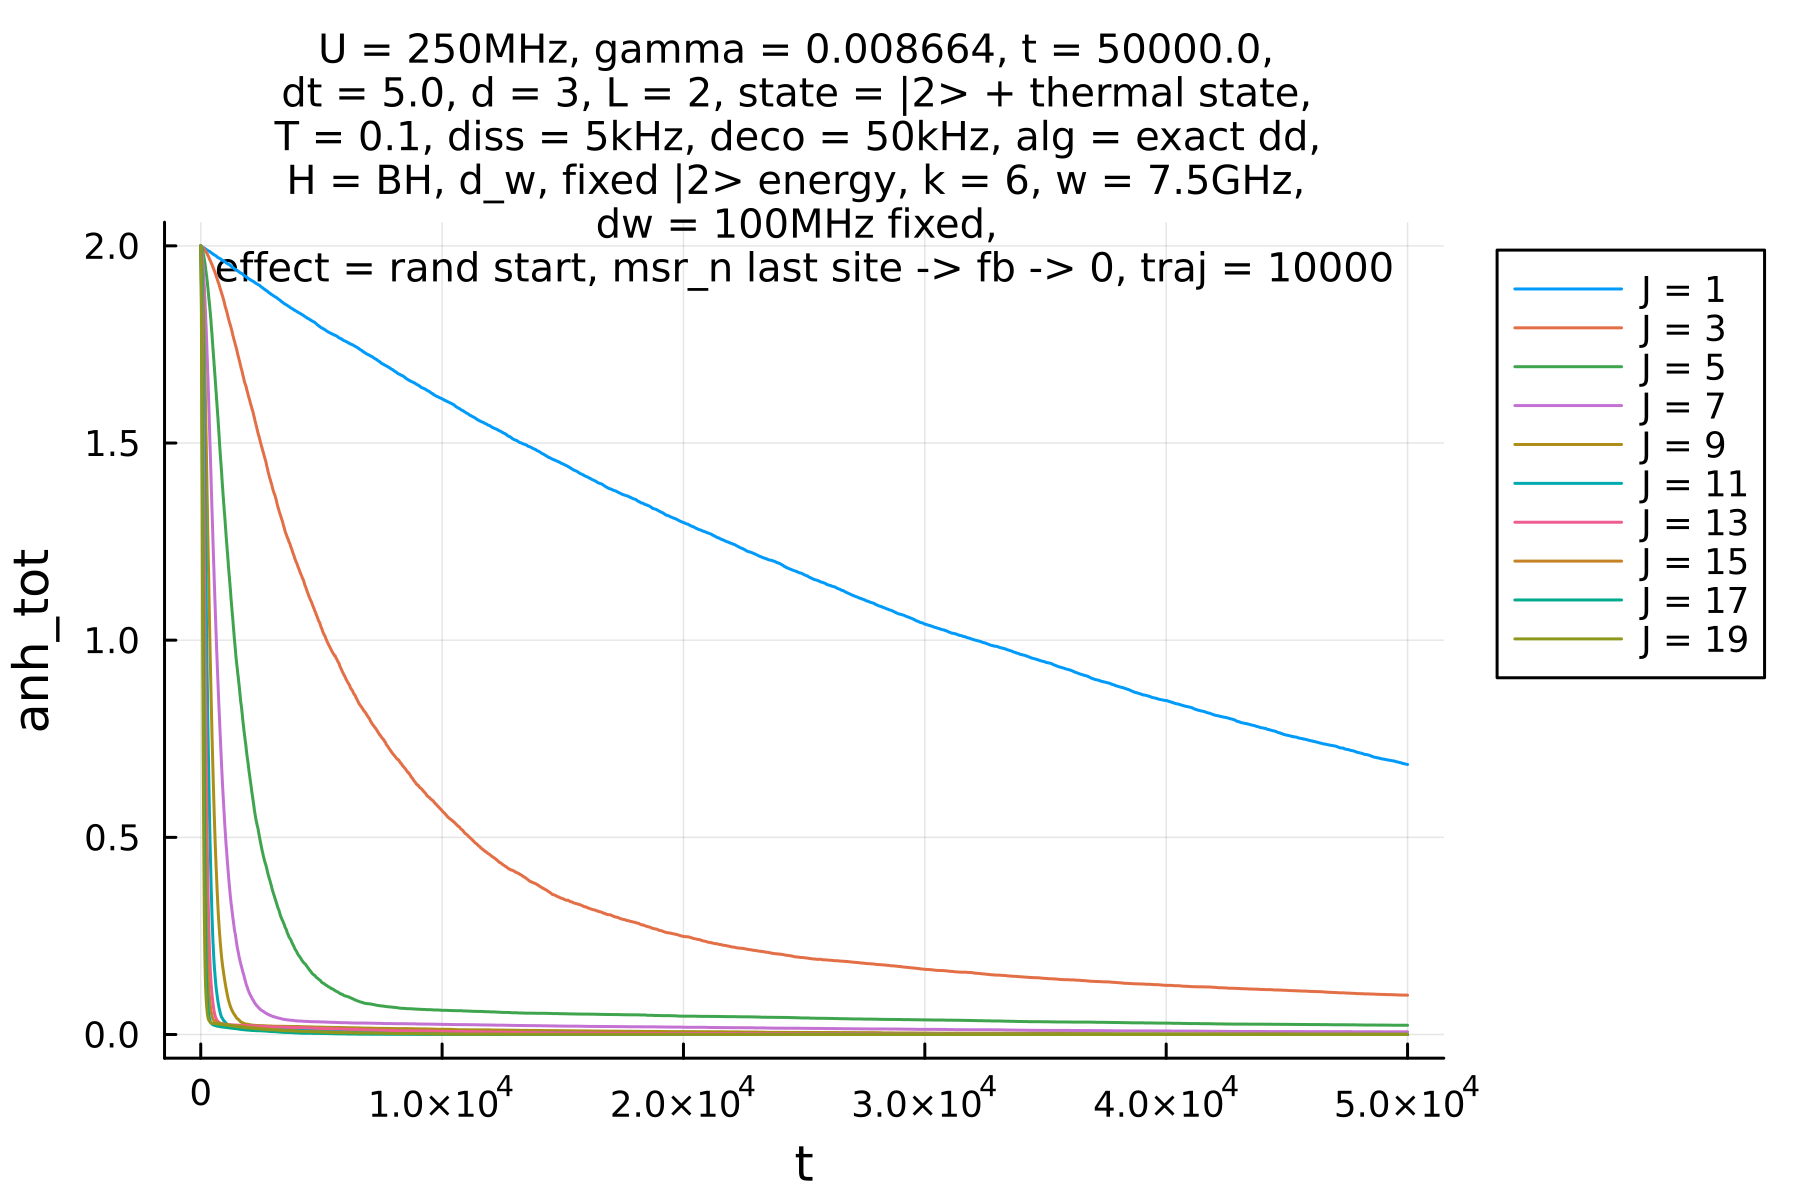 U = 250MHz, gamma = 0.008664, t = 50000.0,
dt = 5.0, d = 3, L = 2, state = |2> + thermal state,
T = 0.1, diss = 5kHz, deco = 50kHz, alg = exact dd,
H = BH, d_w, fixed |2> energy, k = 6, w = 7.5GHz,
dw = 100MHz fixed,
effect = rand start, msr_n last site -> fb -> 0, traj = 10000
2.0
1.5
1.0
0.5
0.0
anh_tot
0
1.0×10⁴
2.0×10⁴
3.0×10⁴
4.0×10⁴
5.0×10⁴
t
J = 1
J = 3
J = 5
J = 7
J = 9
J = 11
J = 13
J = 15
J = 17
J = 19